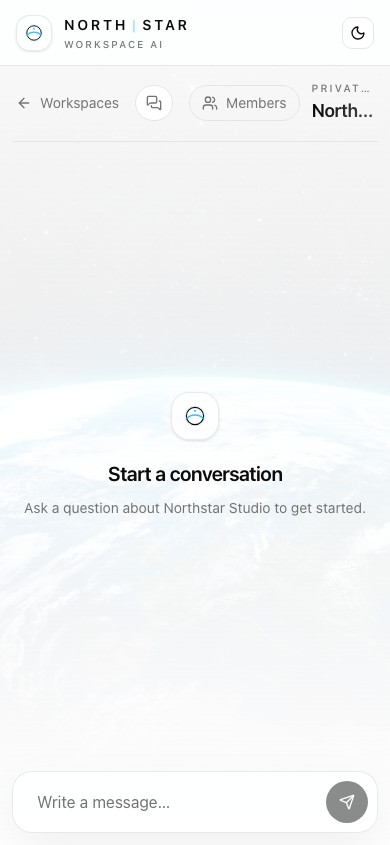 NORTH | STAR
WORKSPACE AI
Workspaces
Members
PRIVAT...
North...
Start a conversation
Ask a question about Northstar Studio to get started.
Write a message...